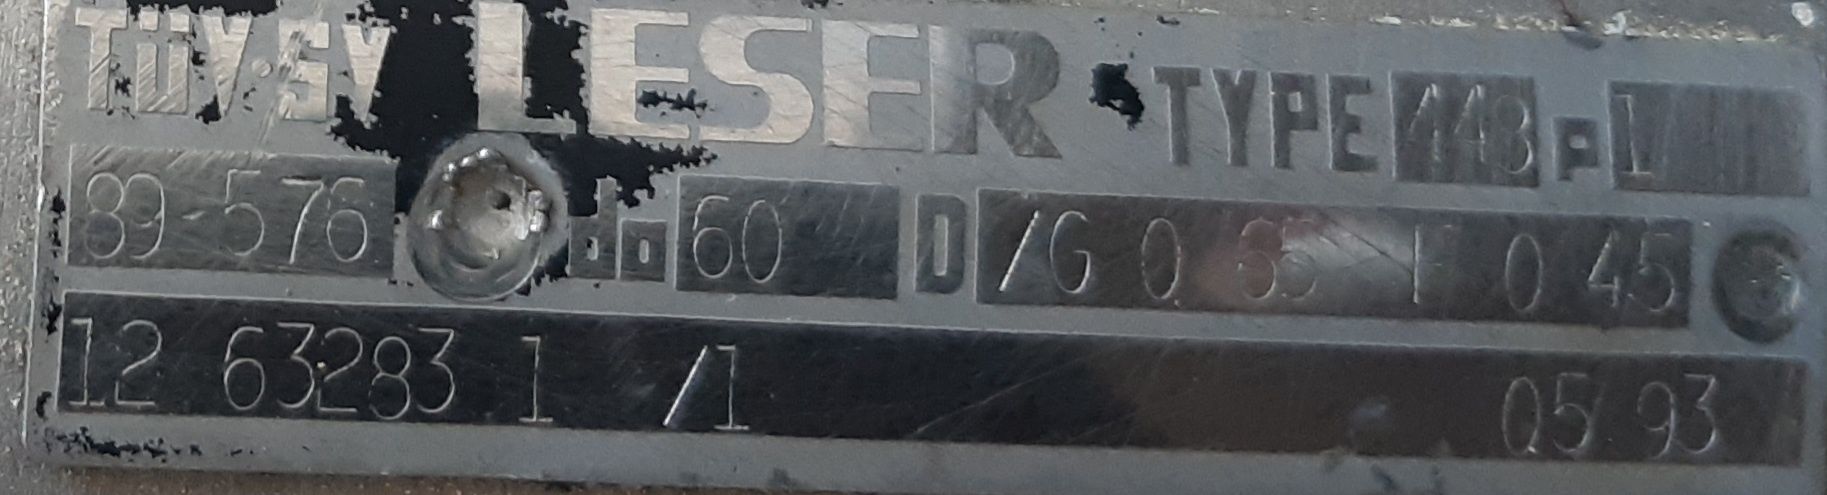 TÜV·SV LESER TYPE 448 P 1
89-576 do 60 D /G 0 65 F 0 45
12 63283 1 /1 05/93